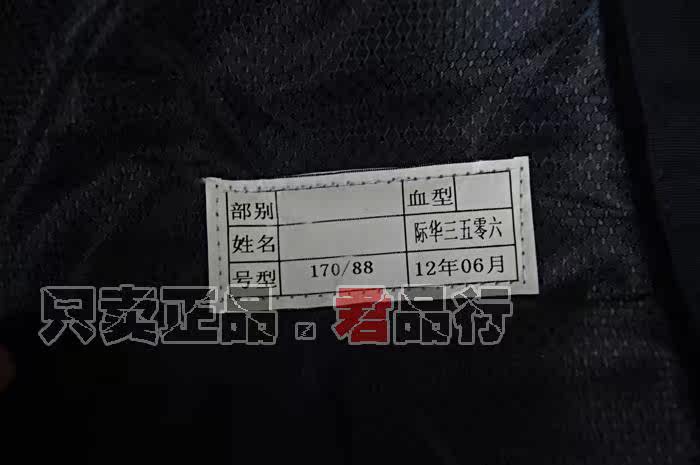 部别 血型
姓名 际华三五零六
号型 170/88 12年06月
只卖正品.君品行